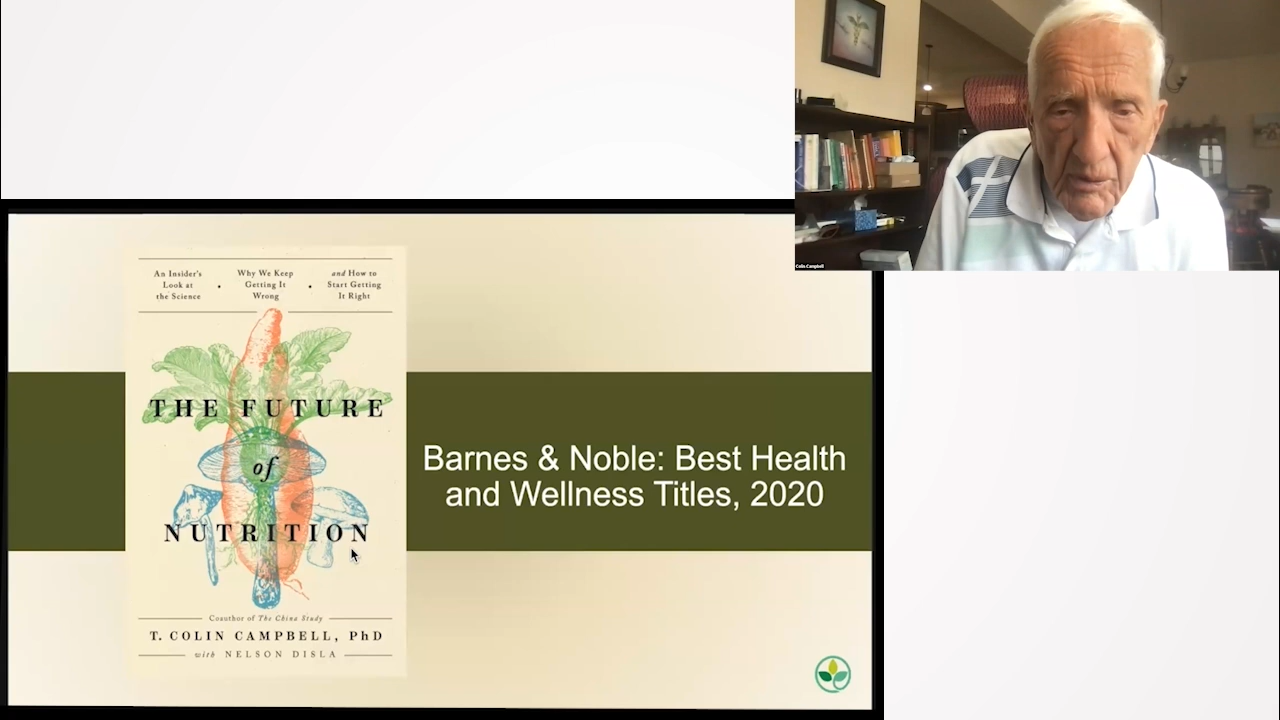 Colin Campbell
An Insider's
Look at
the Science
Why We Keep
Getting It
Wrong
and How to
Start Getting
It Right
THE FUTURE
of
NUTRITION
Coauthor of The China Study
T. COLIN CAMPBELL, PhD
with NELSON DISLA
Barnes & Noble: Best Health
and Wellness Titles, 2020